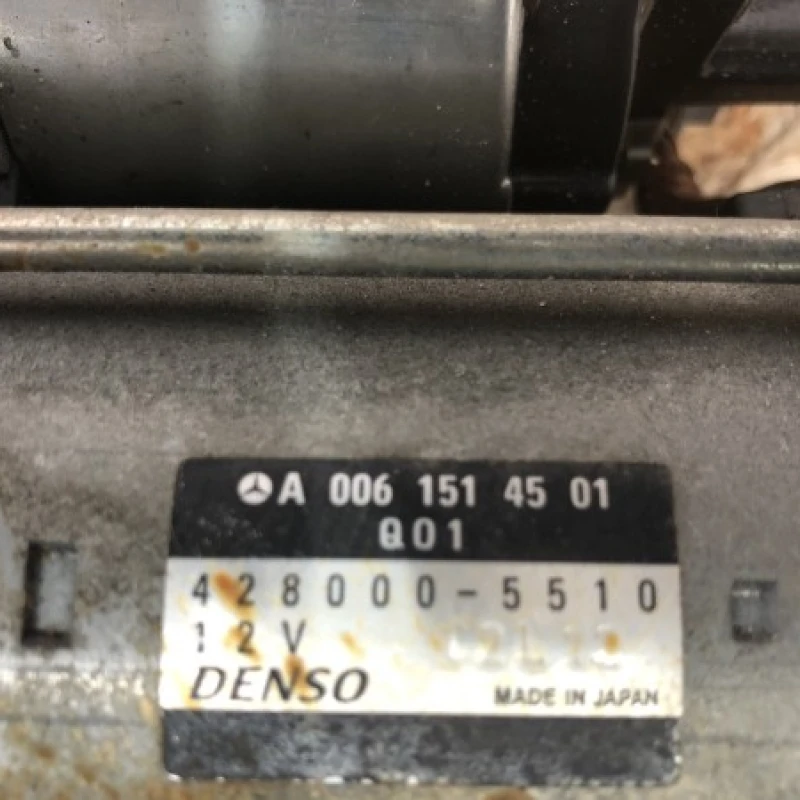 A 006 151 45 01
Q01
428000-5510
12V
DENSO
MADE IN JAPAN